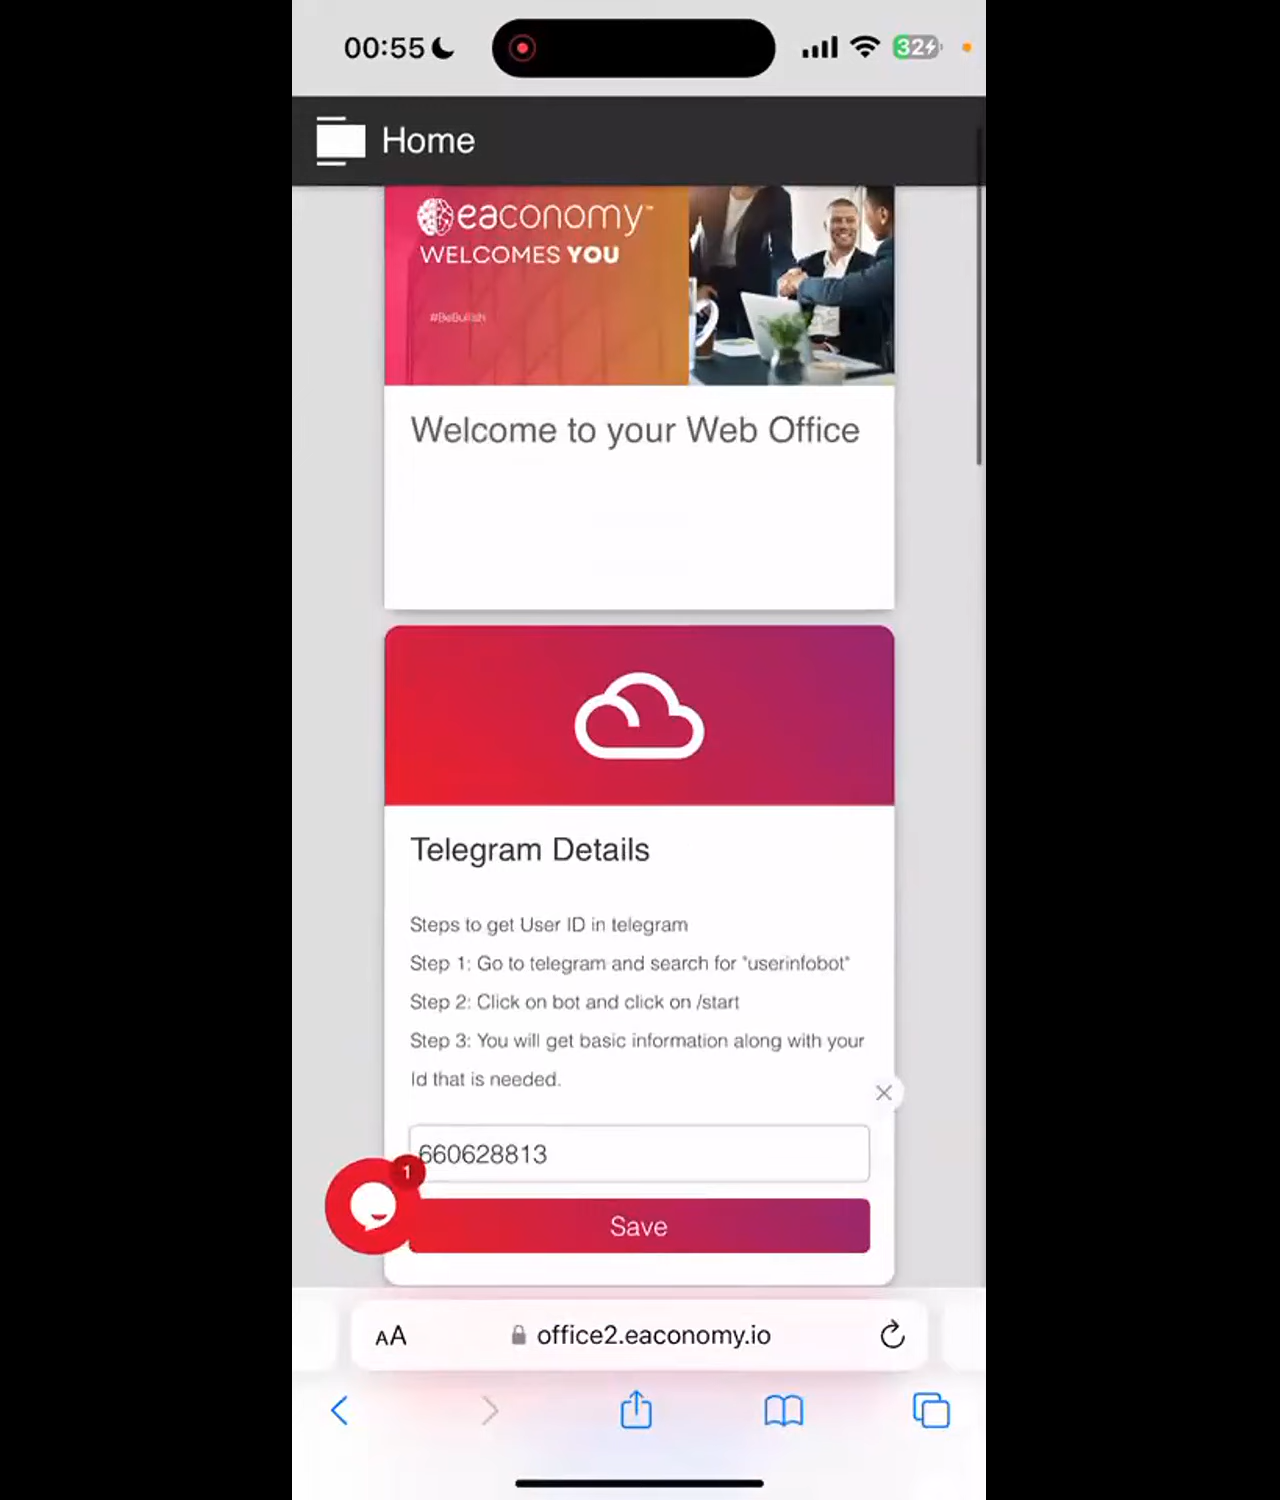 00:55
32
Home
eaconomy™
WELCOMES YOU
#BeBullish
Welcome to your Web Office
Telegram Details
Steps to get User ID in telegram
Step 1: Go to telegram and search for "userinfobot"
Step 2: Click on bot and click on /start
Step 3: You will get basic information along with your
Id that is needed.
660628813
1
Save
AA
office2.eaconomy.io